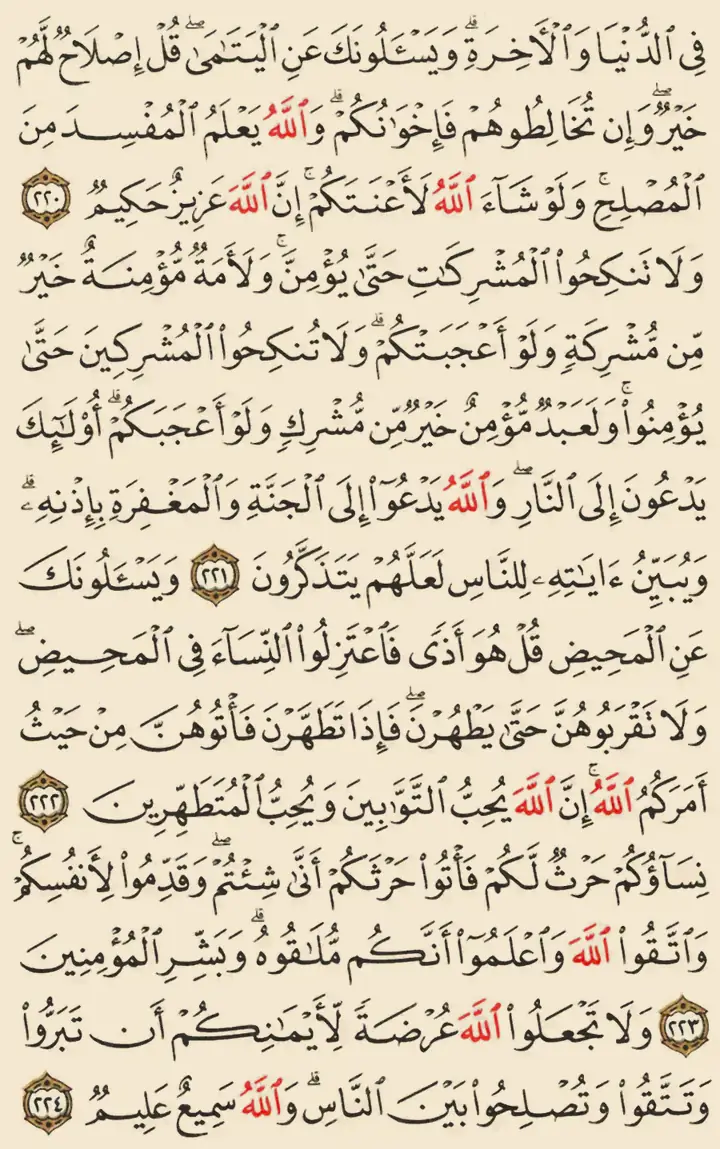 فِى ٱلدُّنْيَا وَٱلْـَٔاخِرَةِ ۗ وَيَسْـَٔلُونَكَ عَنِ ٱلْيَتَـٰمَىٰ ۖ قُلْ إِصْلَاحٌ لَّهُمْ
خَيْرٌ ۖ وَإِن تُخَالِطُوهُمْ فَإِخْوَٰنُكُمْ ۚ وَٱللَّهُ يَعْلَمُ ٱلْمُفْسِدَ مِنَ
ٱلْمُصْلِحِ ۚ وَلَوْ شَآءَ ٱللَّهُ لَأَعْنَتَكُمْ ۚ إِنَّ ٱللَّهَ عَزِيزٌ حَكِيمٌ ٢٢٠
وَلَا تَنكِحُوا۟ ٱلْمُشْرِكَـٰتِ حَتَّىٰ يُؤْمِنَّ ۚ وَلَأَمَةٌ مُّؤْمِنَةٌ خَيْرٌ
مِّن مُّشْرِكَةٍ وَلَوْ أَعْجَبَتْكُمْ ۗ وَلَا تُنكِحُوا۟ ٱلْمُشْرِكِينَ حَتَّىٰ
يُؤْمِنُوا۟ ۚ وَلَعَبْدٌ مُّؤْمِنٌ خَيْرٌ مِّن مُّشْرِكٍ وَلَوْ أَعْجَبَكُمْ ۗ أُو۟لَـٰٓئِكَ
يَدْعُونَ إِلَى ٱلنَّارِ ۖ وَٱللَّهُ يَدْعُوٓا۟ إِلَى ٱلْجَنَّةِ وَٱلْمَغْفِرَةِ بِإِذْنِهِۦ ۖ
وَيُبَيِّنُ ءَايَـٰتِهِۦ لِلنَّاسِ لَعَلَّهُمْ يَتَذَكَّرُونَ ٢٢١ وَيَسْـَٔلُونَكَ
عَنِ ٱلْمَحِيضِ قُلْ هُوَ أَذًى فَٱعْتَزِلُوا۟ ٱلنِّسَآءَ فِى ٱلْمَحِيضِ ۖ
وَلَا تَقْرَبُوهُنَّ حَتَّىٰ يَطْهُرْنَ ۖ فَإِذَا تَطَهَّرْنَ فَأْتُوهُنَّ مِنْ حَيْثُ
أَمَرَكُمُ ٱللَّهُ ۚ إِنَّ ٱللَّهَ يُحِبُّ ٱلتَّوَّٰبِينَ وَيُحِبُّ ٱلْمُتَطَهِّرِينَ ٢٢٢
نِسَآؤُكُمْ حَرْثٌ لَّكُمْ فَأْتُوا۟ حَرْثَكُمْ أَنَّىٰ شِئْتُمْ ۖ وَقَدِّمُوا۟ لِأَنفُسِكُمْ ۚ
وَٱتَّقُوا۟ ٱللَّهَ وَٱعْلَمُوٓا۟ أَنَّكُم مُّلَـٰقُوهُ ۗ وَبَشِّرِ ٱلْمُؤْمِنِينَ
٢٢٣ وَلَا تَجْعَلُوا۟ ٱللَّهَ عُرْضَةً لِّأَيْمَـٰنِكُمْ أَن تَبَرُّوا۟
وَتَتَّقُوا۟ وَتُصْلِحُوا۟ بَيْنَ ٱلنَّاسِ ۗ وَٱللَّهُ سَمِيعٌ عَلِيمٌ ٢٢٤